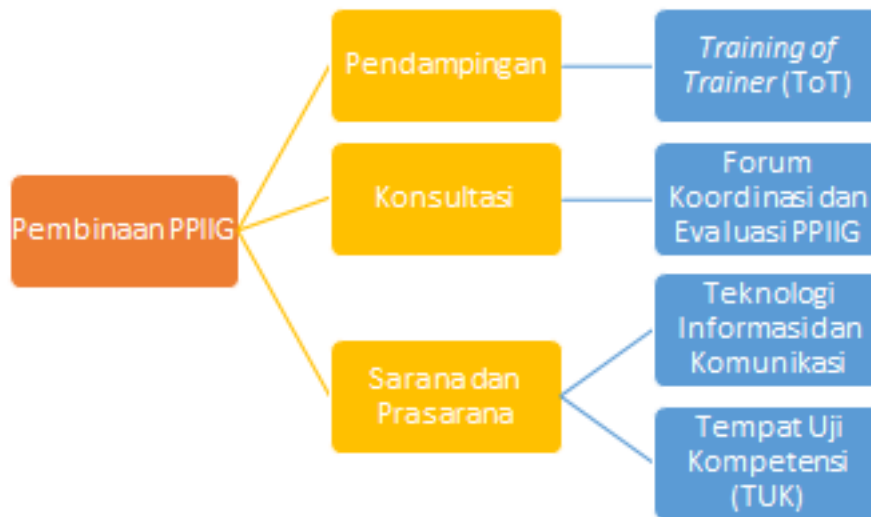 Pembinaan PPIIG
Pendampingan
Training of
Trainer (ToT)
Konsultasi
Forum
Koordinasi dan
Evaluasi PPIIG
Sarana dan
Prasarana
Teknologi
Informasi dan
Komunikasi
Tempat Uji
Kompetensi
(TUK)